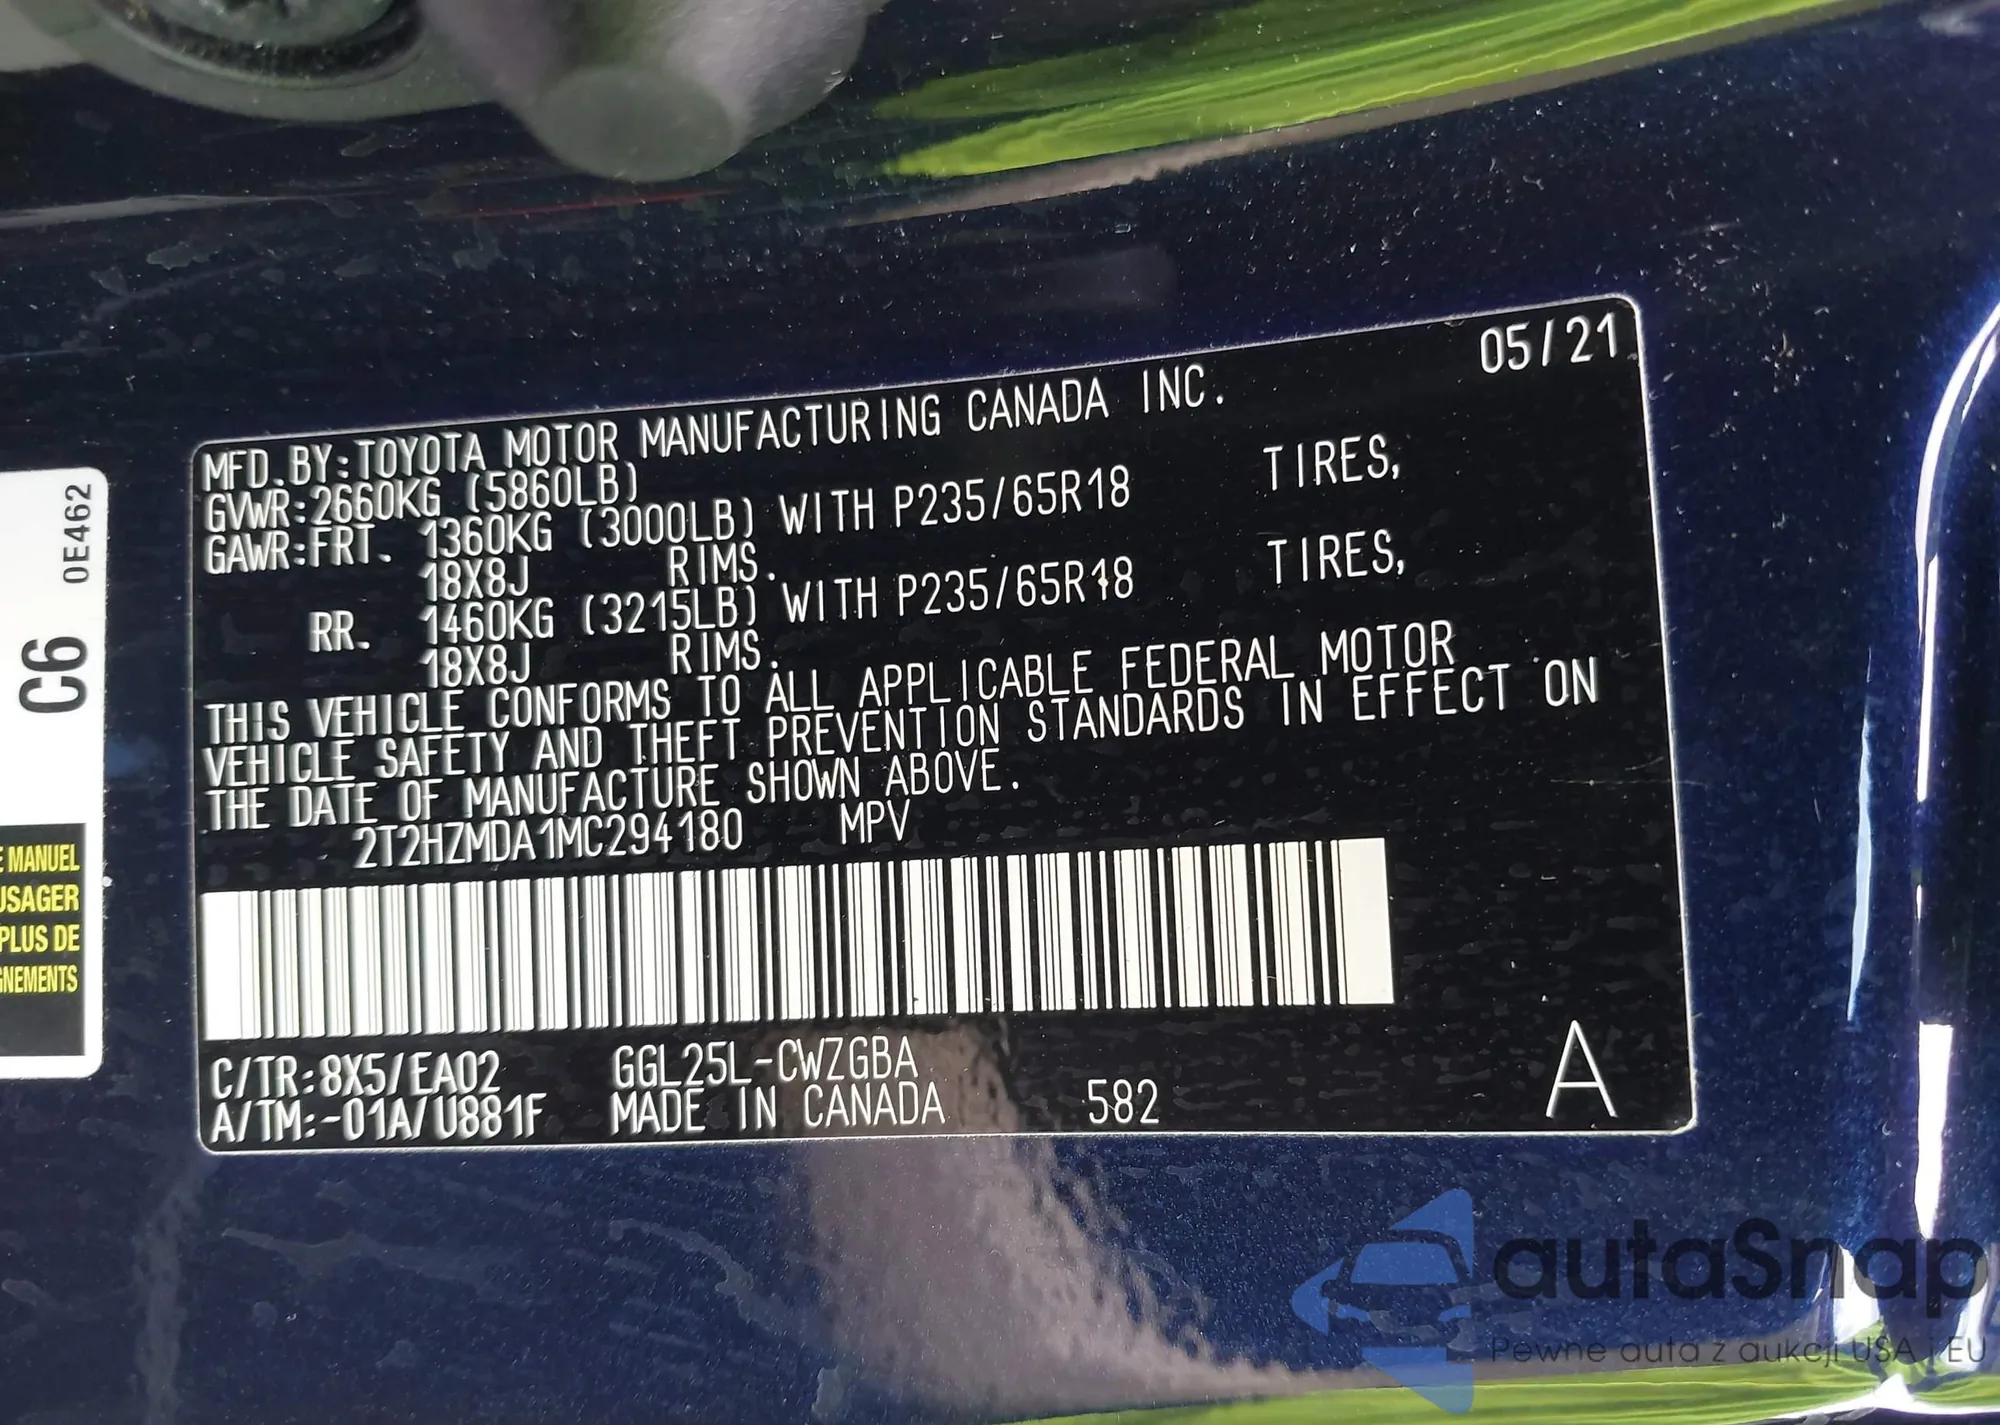 05/21
MFD.BY:TOYOTA MOTOR MANUFACTURING CANADA INC.
GVWR:2660KG (5860LB)
GAWR:FRT. 1360KG (3000LB) WITH P235/65R18 TIRES,
18X8J RIMS.
RR. 1460KG (3215LB) WITH P235/65R18 TIRES,
18X8J RIMS.
THIS VEHICLE CONFORMS TO ALL APPLICABLE FEDERAL MOTOR
VEHICLE SAFETY AND THEFT PREVENTION STANDARDS IN EFFECT ON
THE DATE OF MANUFACTURE SHOWN ABOVE.
2T2HZMDA1MC294180 MPV
C/TR:8X5/EA02 GGL25L-CWZGBA
A/TM:-01A/U881F MADE IN CANADA 582 A
C6 0E462
MANUEL
PLUS DE
autaSnap
Pewne auta z aukcji USA i EU